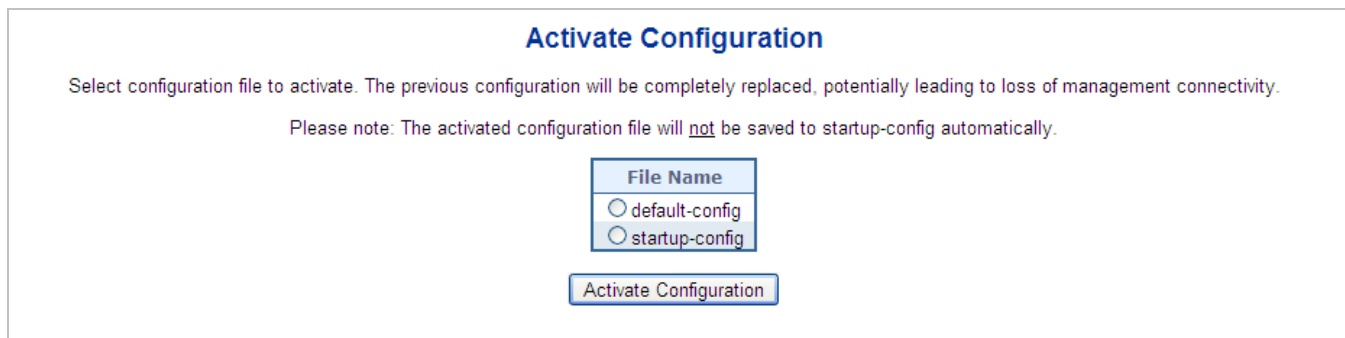 Activate Configuration
Select configuration file to activate. The previous configuration will be completely replaced, potentially leading to loss of management connectivity.
Please note: The activated configuration file will not be saved to startup-config automatically.
File Name
default-config
startup-config
Activate Configuration